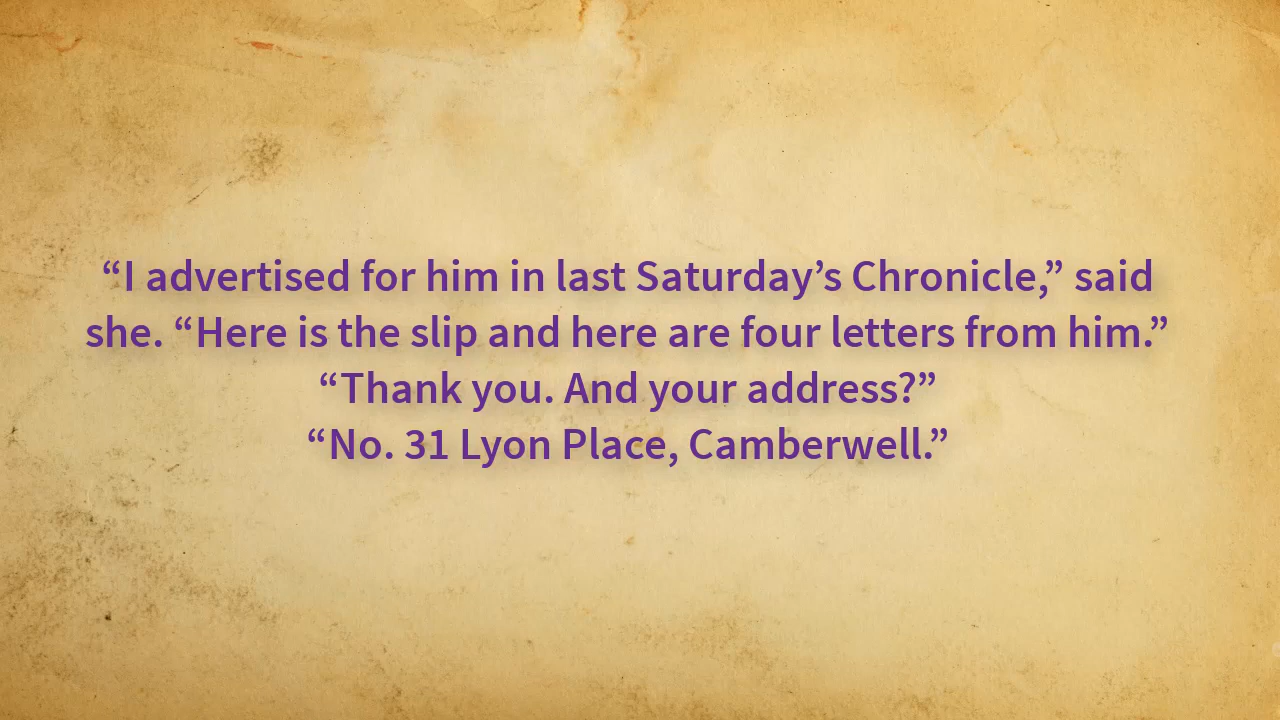 “I advertised for him in last Saturday’s Chronicle,” said
she. “Here is the slip and here are four letters from him.”
“Thank you. And your address?”
“No. 31 Lyon Place, Camberwell.”